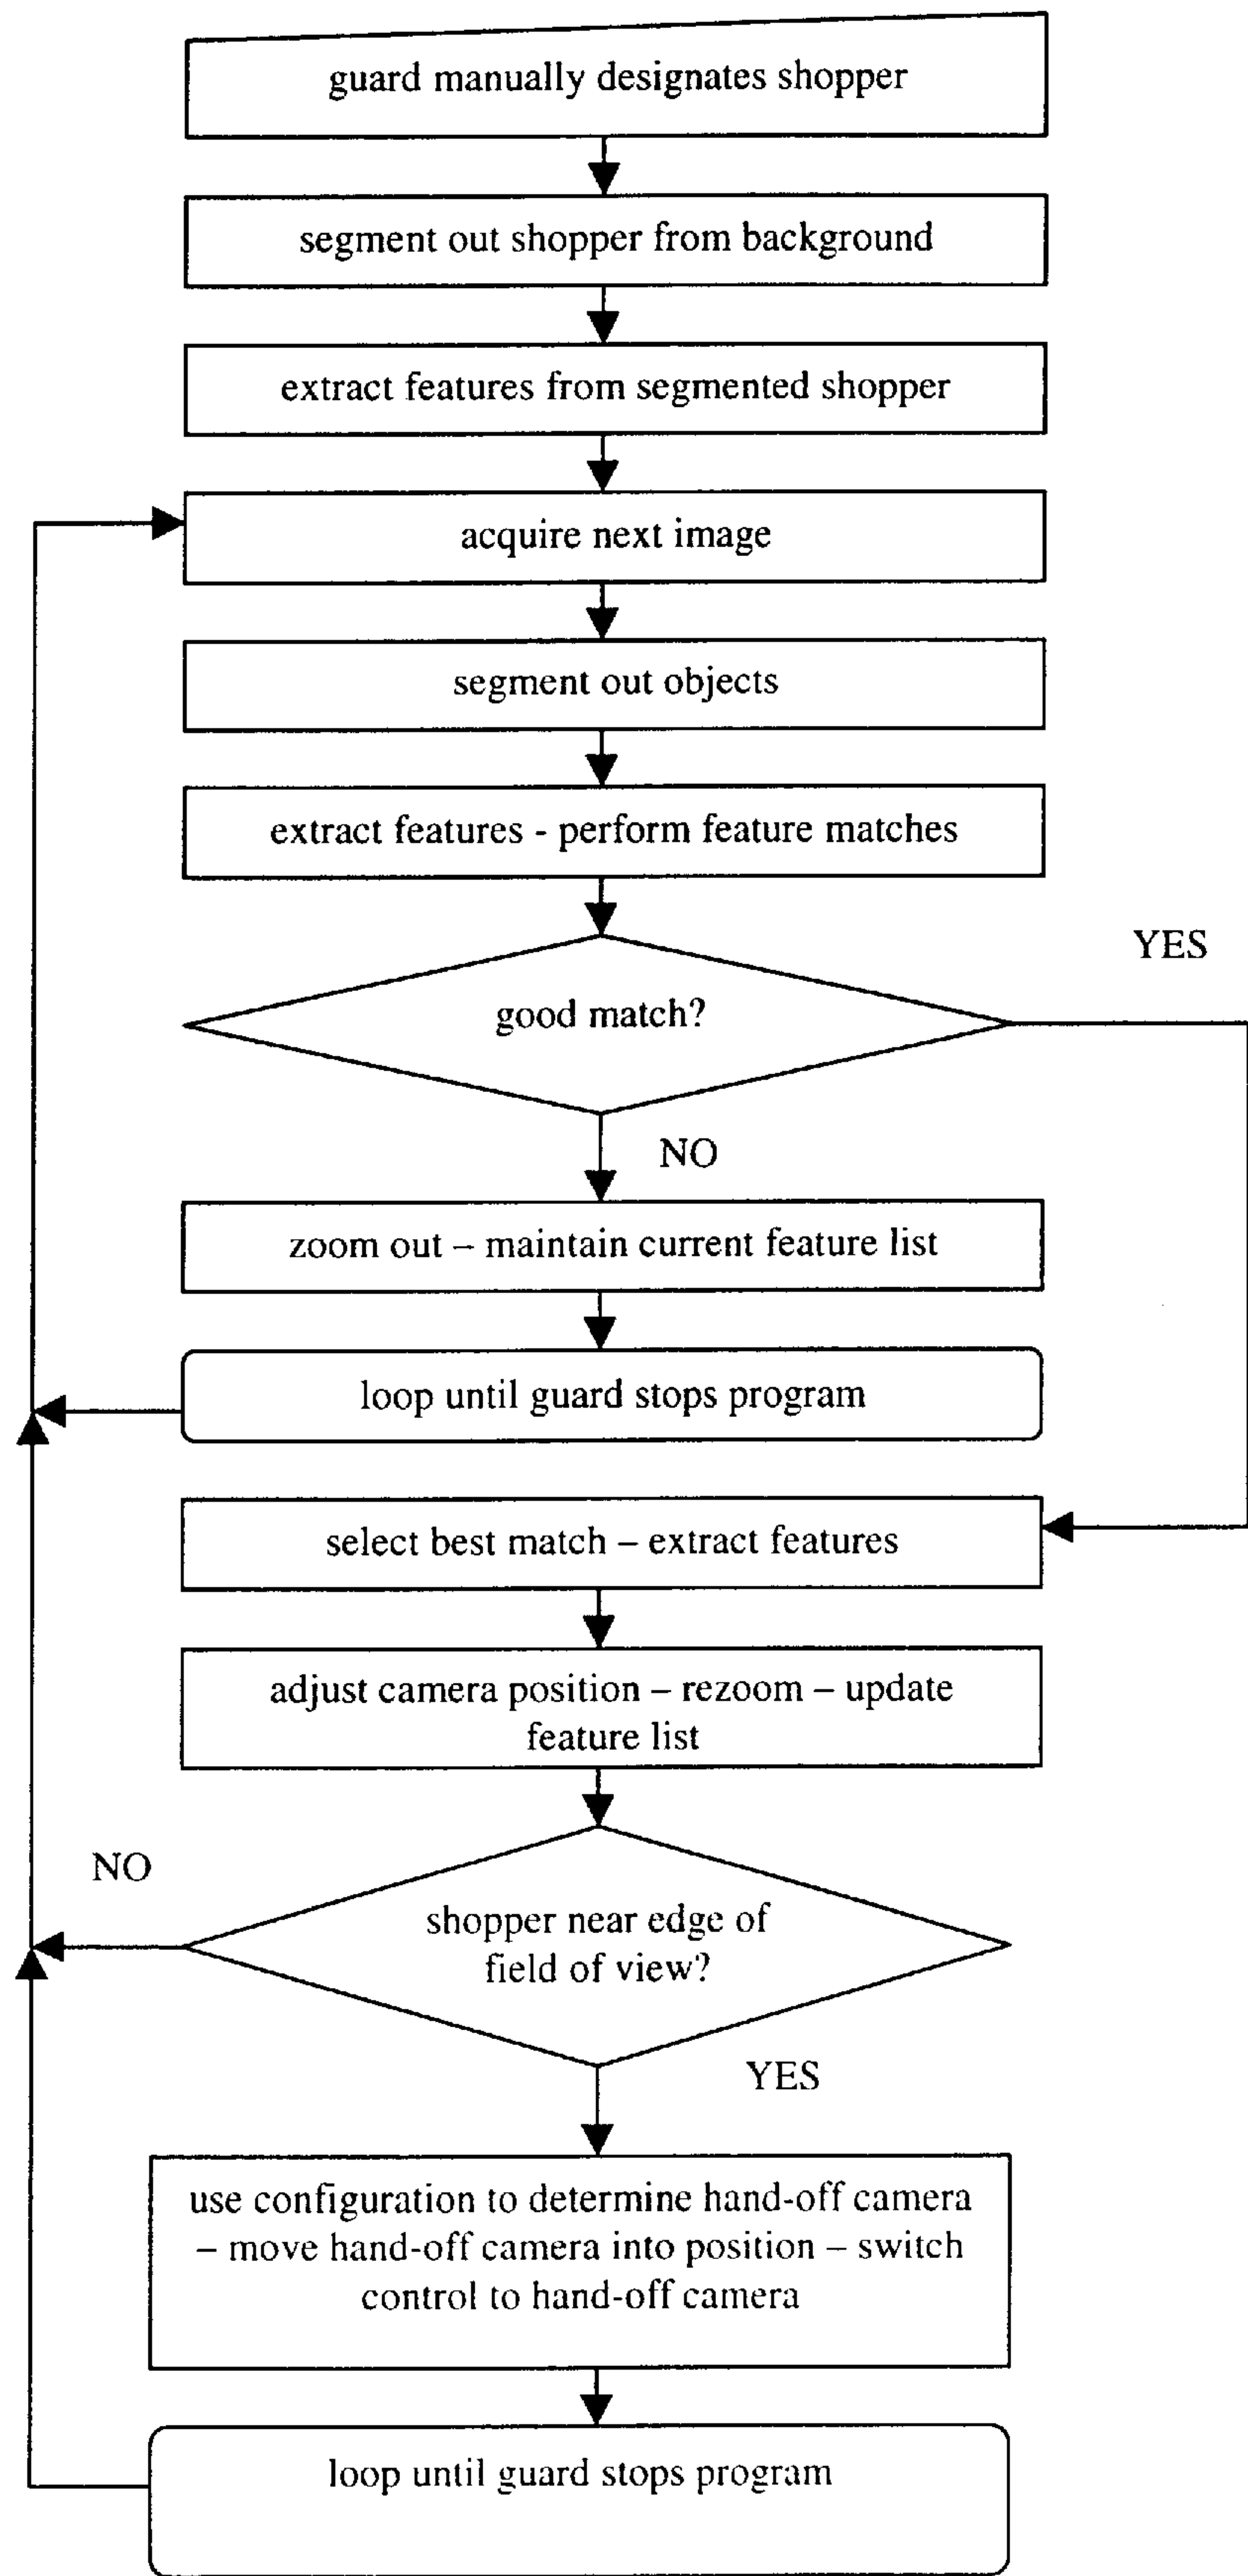 guard manually designates shopper
segment out shopper from background
extract features from segmented shopper
acquire next image
segment out objects
extract features - perform feature matches
YES
good match?
NO
zoom out – maintain current feature list
loop until guard stops program
select best match – extract features
adjust camera position – rezoom – update
feature list
NO
shopper near edge of
field of view?
YES
use configuration to determine hand-off camera
– move hand-off camera into position – switch
control to hand-off camera
loop until guard stops program